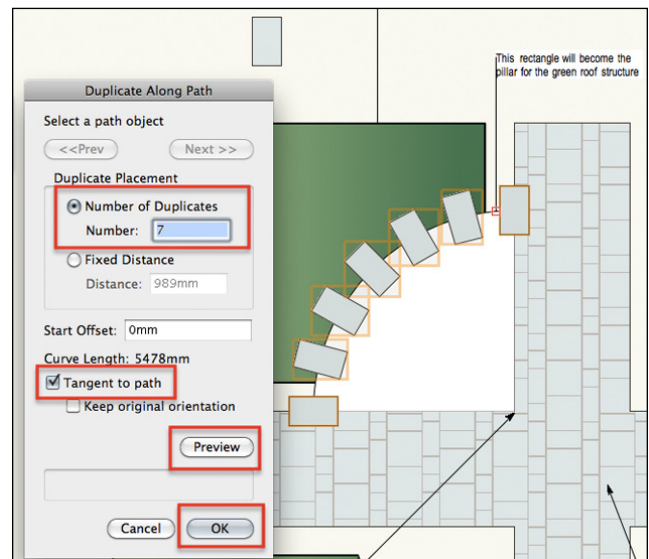 This rectangle will become the
pillar for the green roof structure
Duplicate Along Path
Select a path object
<<Prev
Next >>
Duplicate Placement
Number of Duplicates
Number: 7
Fixed Distance
Distance: 989mm
Start Offset: 0mm
Curve Length: 5478mm
Tangent to path
Keep original orientation
Preview
Cancel
OK